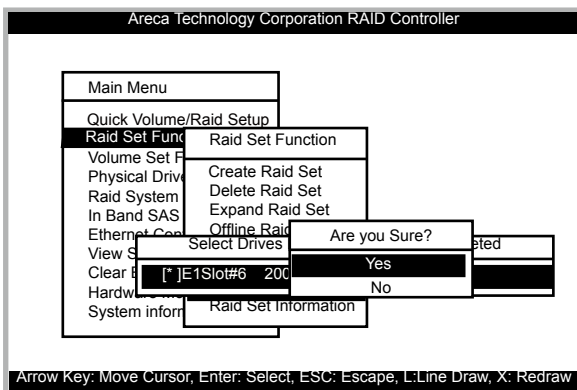 Areca Technology Corporation RAID Controller
Main Menu
Quick Volume/Raid Setup
Raid Set Func
Volume Set F
Physical Drive
Raid System
In Band SAS
Ethernet Con
View S
Clear E
Hardw
System inform
Raid Set Function
Create Raid Set
Delete Raid Set
Expand Raid Set
Offline Raid
Raid Set Information
Select Drives
eted
[* ]E1Slot#6 200
Are you Sure?
Yes
No
Arrow Key: Move Cursor, Enter: Select, ESC: Escape, L:Line Draw, X: Redraw